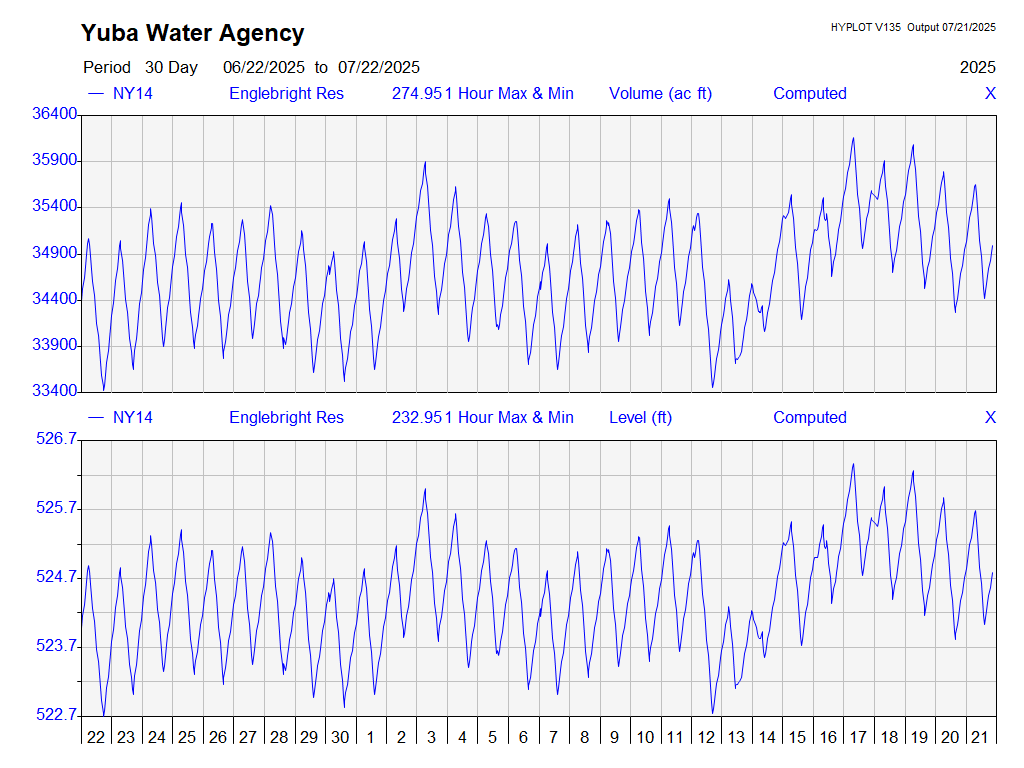 Yuba Water Agency
HYPLOT V135 Output 07/21/2025
Period 30 Day 06/22/2025 to 07/22/2025 2025
NY14 Englebright Res 274.951 Hour Max & Min Volume (ac ft) Computed X
36400
35900
35400
34900
34400
33900
33400
NY14 Englebright Res 232.951 Hour Max & Min Level (ft) Computed X
526.7
525.7
524.7
523.7
522.7
22 23 24 25 26 27 28 29 30 1 2 3 4 5 6 7 8 9 10 11 12 13 14 15 16 17 18 19 20 21